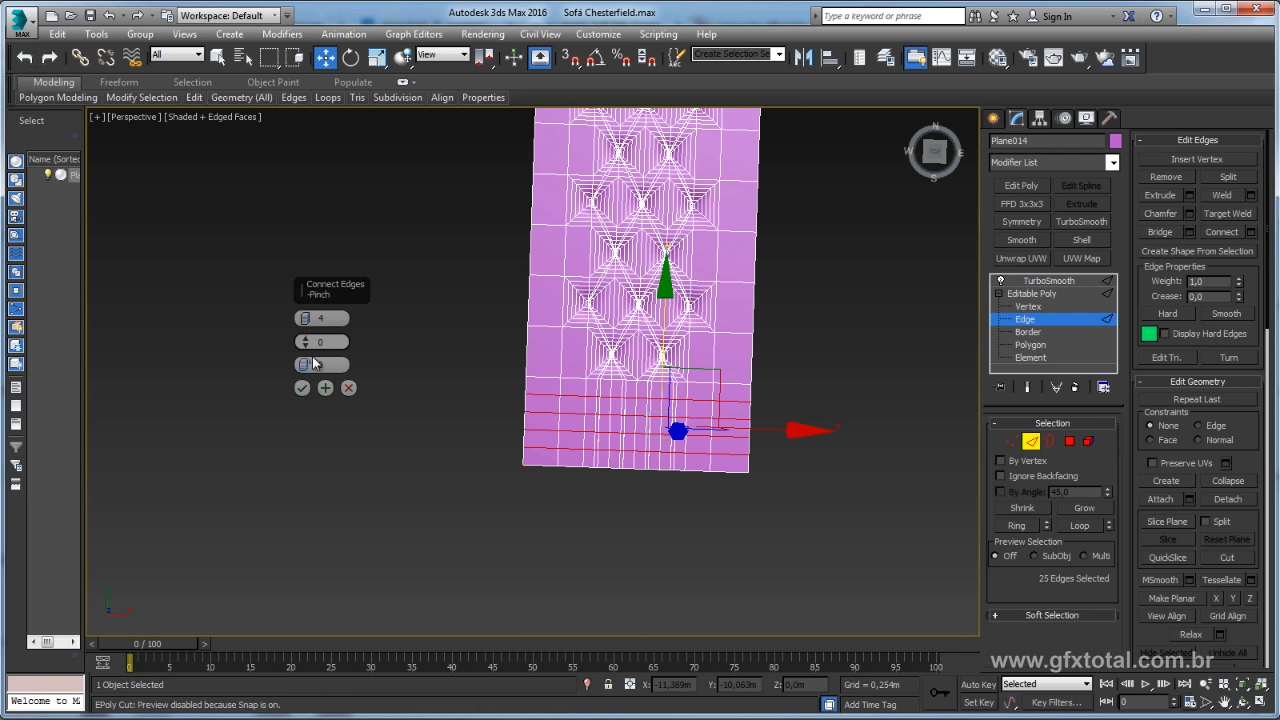 Autodesk 3ds Max 2016 Sofá Chesterfield.max
Workspace: Default
Type a keyword or phrase
Sign In
MAX
Edit Tools Group Views Create Modifiers Animation Graph Editors Rendering Civil View Customize Scripting Help
All
View
Create Selection Se
Modeling Freeform Selection Object Paint Populate
Polygon Modeling Modify Selection Edit Geometry (All) Edges Loops Tris Subdivision Align Properties
Select
Name (Sorted
[+] [Perspective] [Shaded + Edged Faces]
N
W TOP E
S
Connect Edges
-Pinch
4
0
Plane014
Modifier List
Edit Poly Edit Spline
FFD 3x3x3 Extrude
Symmetry TurboSmooth
Smooth Shell
Unwrap UVW UVW Map
TurboSmooth
Editable Poly
Vertex
Edge
Border
Polygon
Element
Selection
By Vertex
Ignore Backfacing
By Angle: 45,0
Shrink Grow
Ring Loop
Preview Selection
Off SubObj Multi
25 Edges Selected
Soft Selection
Edit Edges
Insert Vertex
Remove Split
Extrude Weld
Chamfer Target Weld
Bridge Connect
Create Shape From Selection
Edge Properties
Weight: 1,0
Crease: 0,0
Hard Smooth
Display Hard Edges
Edit Tri. Turn
Edit Geometry
Repeat Last
Constraints
None Edge
Face Normal
Preserve UVs
Create Collapse
Attach Detach
Slice Plane Split
Slice Reset Plane
QuickSlice Cut
MSmooth Tessellate
Make Planar X Y Z
View Align Grid Align
Relax
Hide Selected Unhide All
www.gfxtotal.com.br
0 / 100
0 5 10 15 20 25 30 35 40 45 50 55 60 65 70 75 80 85 90 95 100
1 Object Selected
X: -11,389m Y: -10,063m Z: 0,0m Grid = 0,254m
Auto Key Selected
Welcome to M
EPoly Cut: Preview disabled because Snap is on.
Add Time Tag
Set Key Key Filters...
0